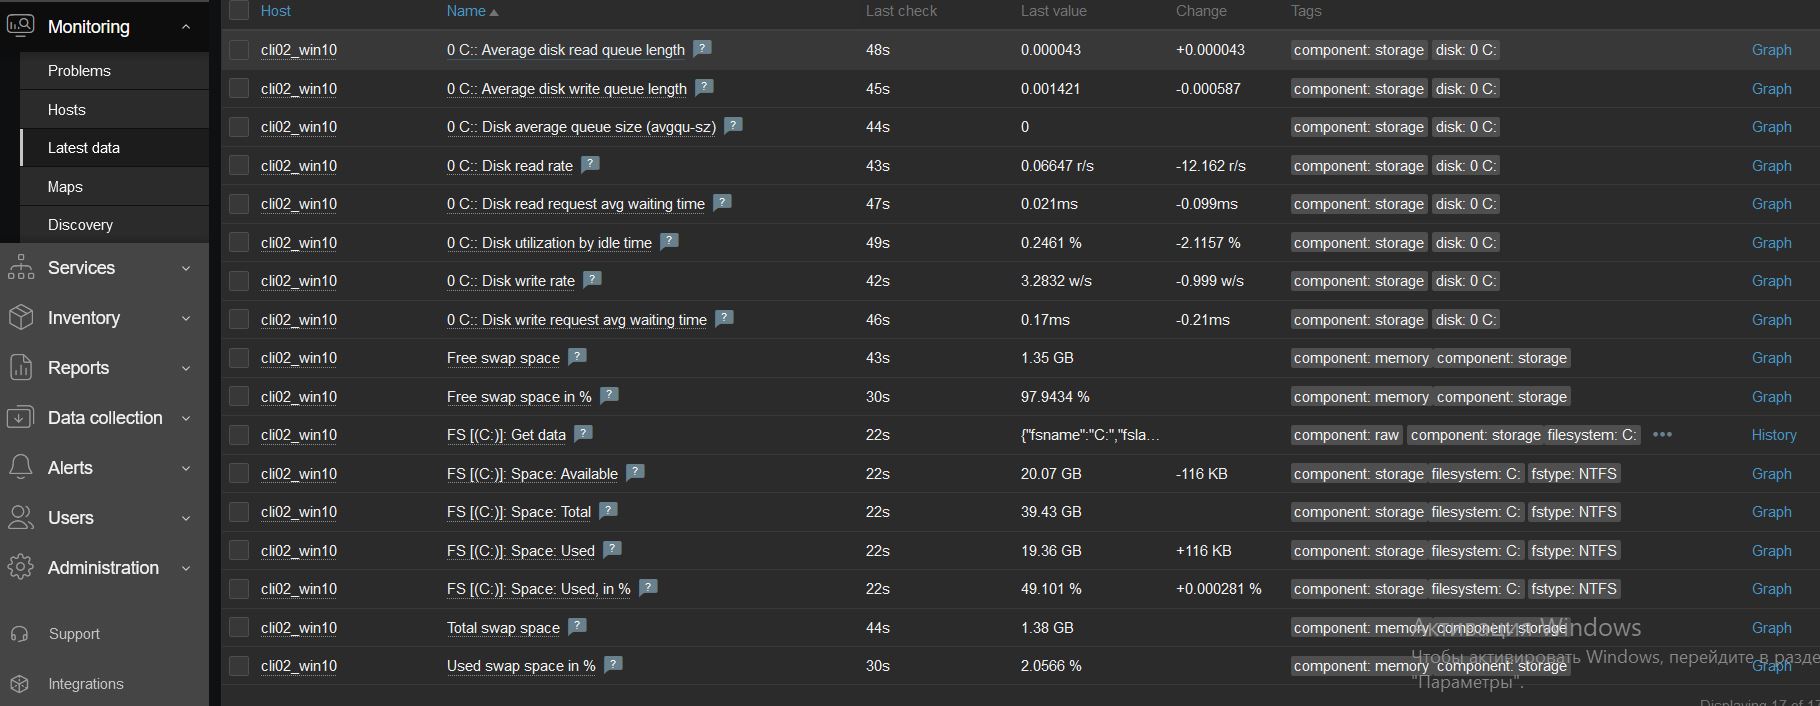 Monitoring
Problems
Hosts
Latest data
Maps
Discovery
Services
Inventory
Reports
Data collection
Alerts
Users
Administration
Support
Integrations
Host Name Last check Last value Change Tags
cli02_win10 0 C:: Average disk read queue length ? 48s 0.000043 +0.000043 component: storage disk: 0 C: Graph
cli02_win10 0 C:: Average disk write queue length ? 45s 0.001421 -0.000587 component: storage disk: 0 C: Graph
cli02_win10 0 C:: Disk average queue size (avgqu-sz) ? 44s 0 component: storage disk: 0 C: Graph
cli02_win10 0 C:: Disk read rate ? 43s 0.06647 r/s -12.162 r/s component: storage disk: 0 C: Graph
cli02_win10 0 C:: Disk read request avg waiting time ? 47s 0.021ms -0.099ms component: storage disk: 0 C: Graph
cli02_win10 0 C:: Disk utilization by idle time ? 49s 0.2461 % -2.1157 % component: storage disk: 0 C: Graph
cli02_win10 0 C:: Disk write rate ? 42s 3.2832 w/s -0.999 w/s component: storage disk: 0 C: Graph
cli02_win10 0 C:: Disk write request avg waiting time ? 46s 0.17ms -0.21ms component: storage disk: 0 C: Graph
cli02_win10 Free swap space ? 43s 1.35 GB component: memory component: storage Graph
cli02_win10 Free swap space in % ? 30s 97.9434 % component: memory component: storage Graph
cli02_win10 FS [(C:)]: Get data ? 22s {"fsname":"C:","fsla... component: raw component: storage filesystem: C: ••• History
cli02_win10 FS [(C:)]: Space: Available ? 22s 20.07 GB -116 KB component: storage filesystem: C: fstype: NTFS Graph
cli02_win10 FS [(C:)]: Space: Total ? 22s 39.43 GB component: storage filesystem: C: fstype: NTFS Graph
cli02_win10 FS [(C:)]: Space: Used ? 22s 19.36 GB +116 KB component: storage filesystem: C: fstype: NTFS Graph
cli02_win10 FS [(C:)]: Space: Used, in % ? 22s 49.101 % +0.000281 % component: storage filesystem: C: fstype: NTFS Graph
cli02_win10 Total swap space ? 44s 1.38 GB component: memory component: storage Graph
cli02_win10 Used swap space in % ? 30s 2.0566 % component: memory component: storage Graph
Активация Windows
Чтобы активировать Windows, перейдите в разде
"Параметры".
Displaying 17 of 17